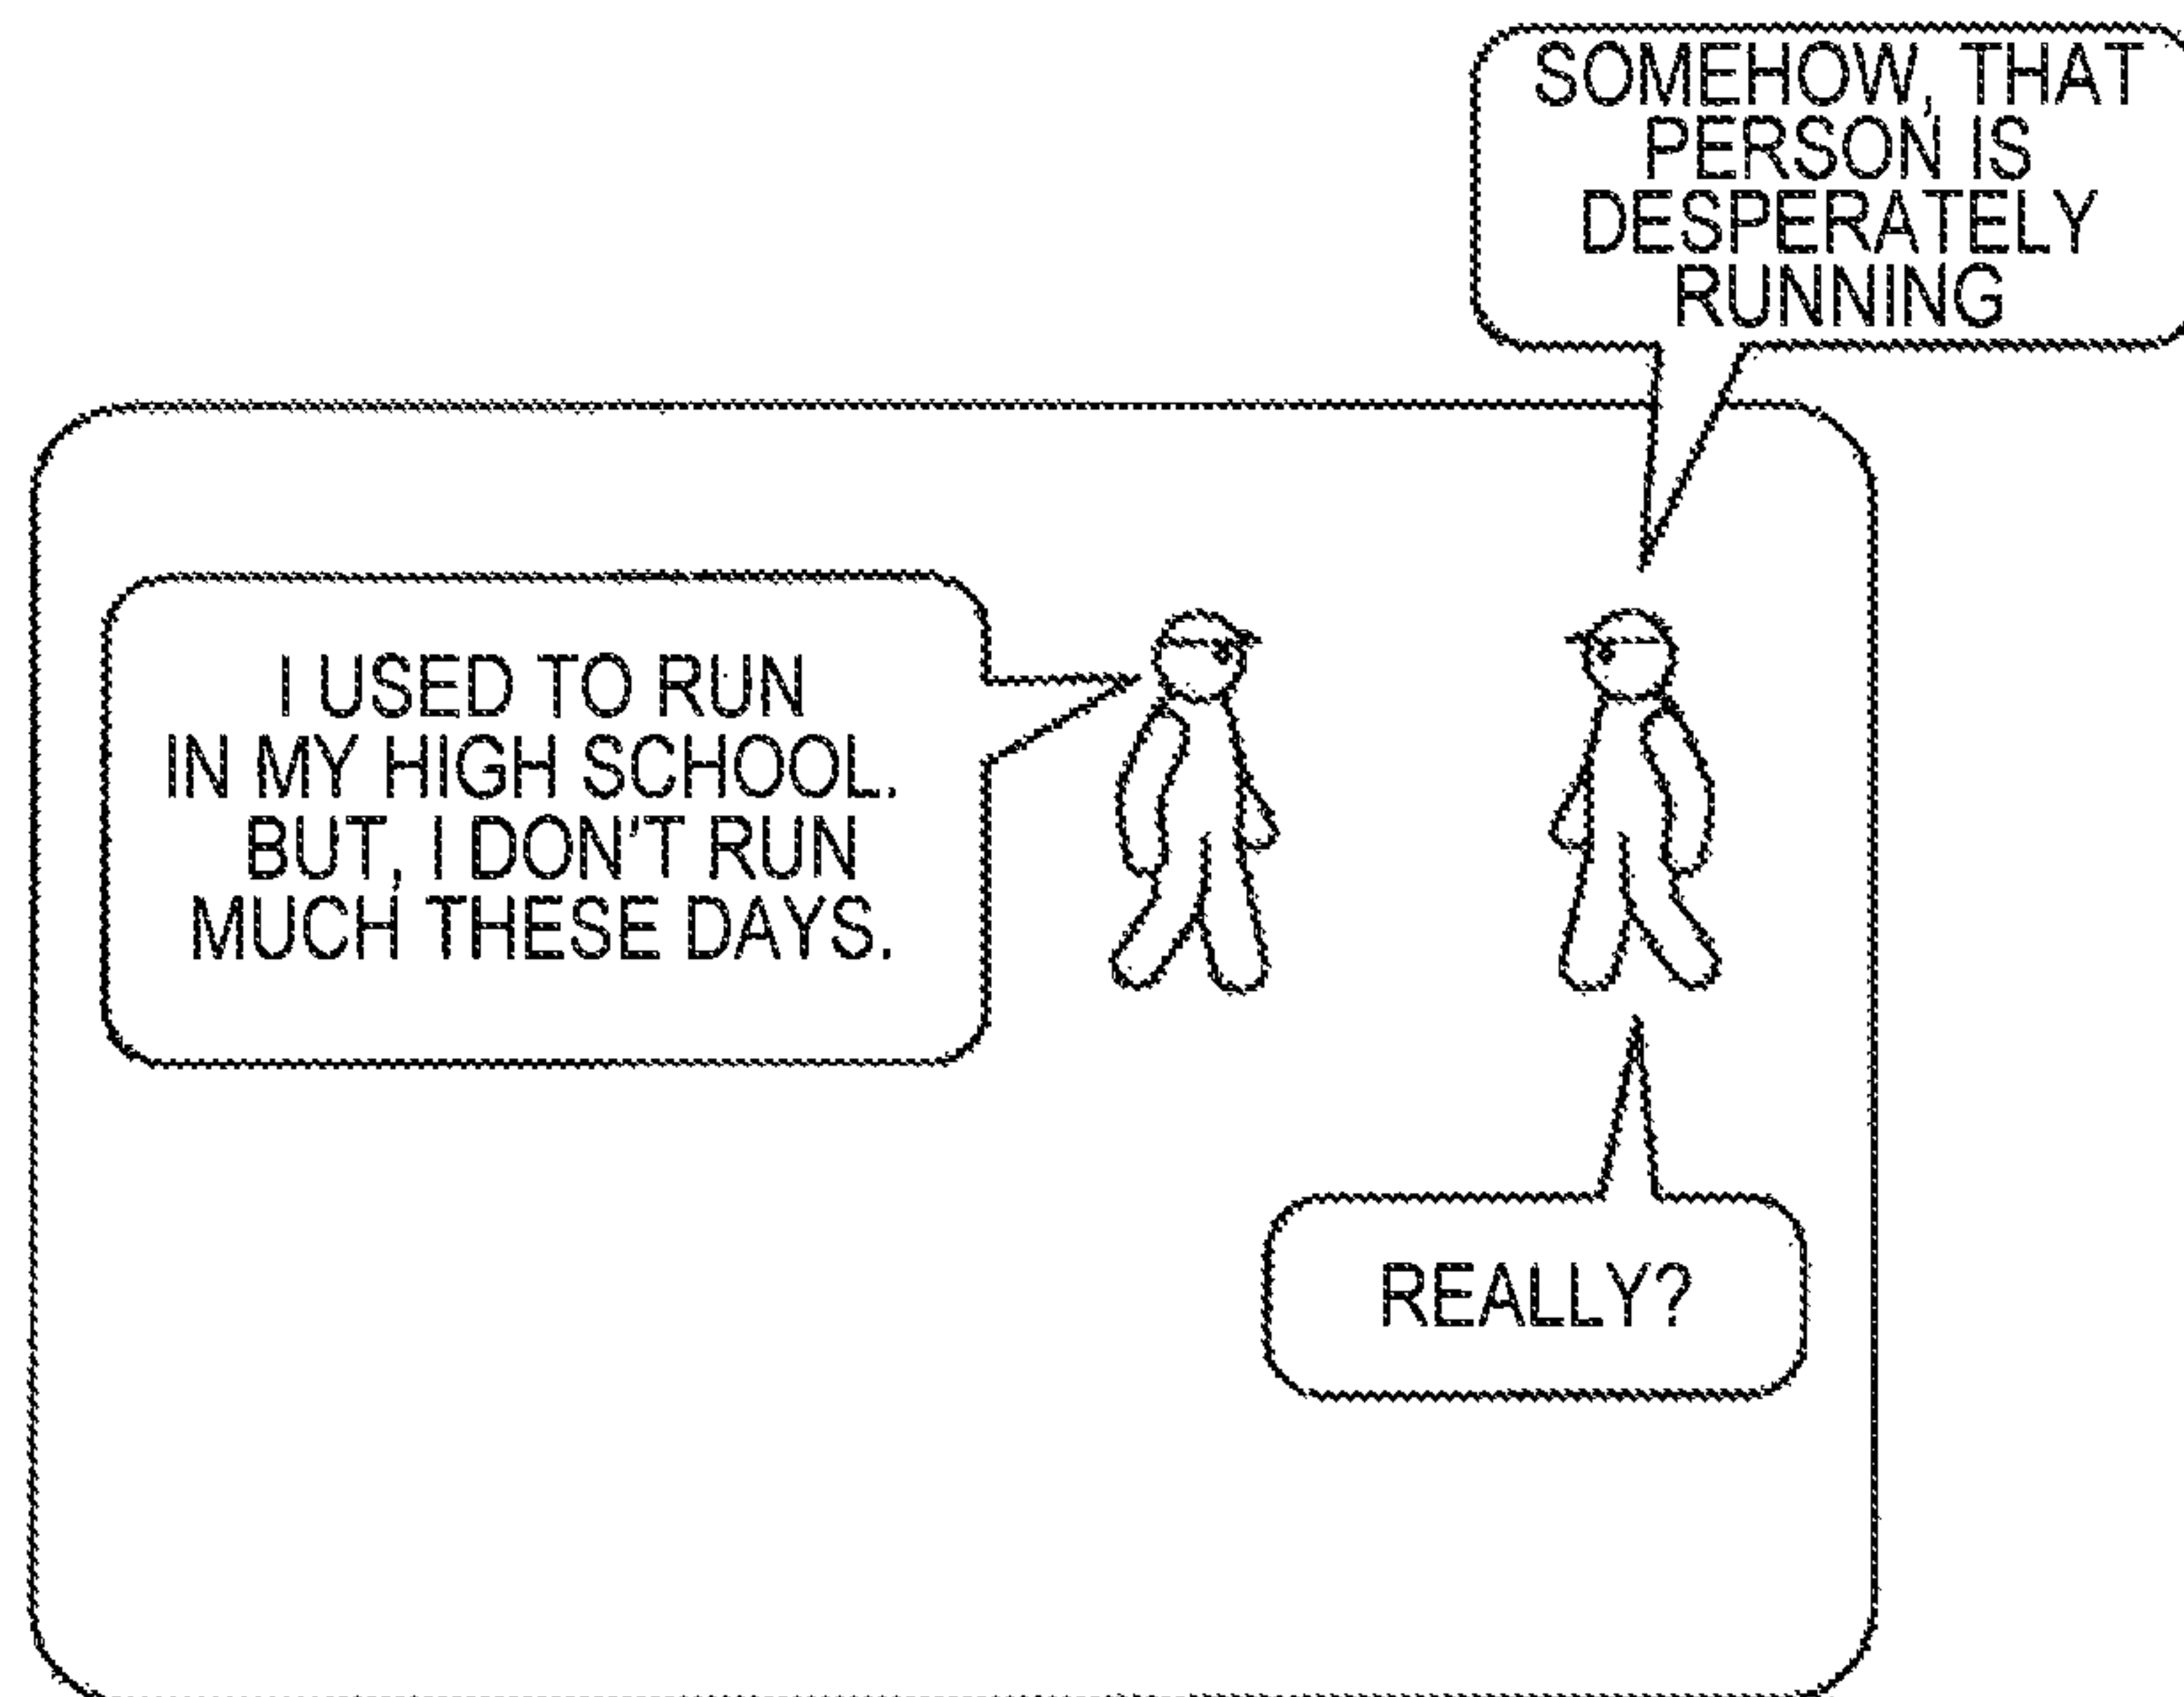 SOMEHOW, THAT
PERSON IS
DESPERATELY
RUNNING
I USED TO RUN
IN MY HIGH SCHOOL.
BUT, I DON'T RUN
MUCH THESE DAYS.
REALLY?